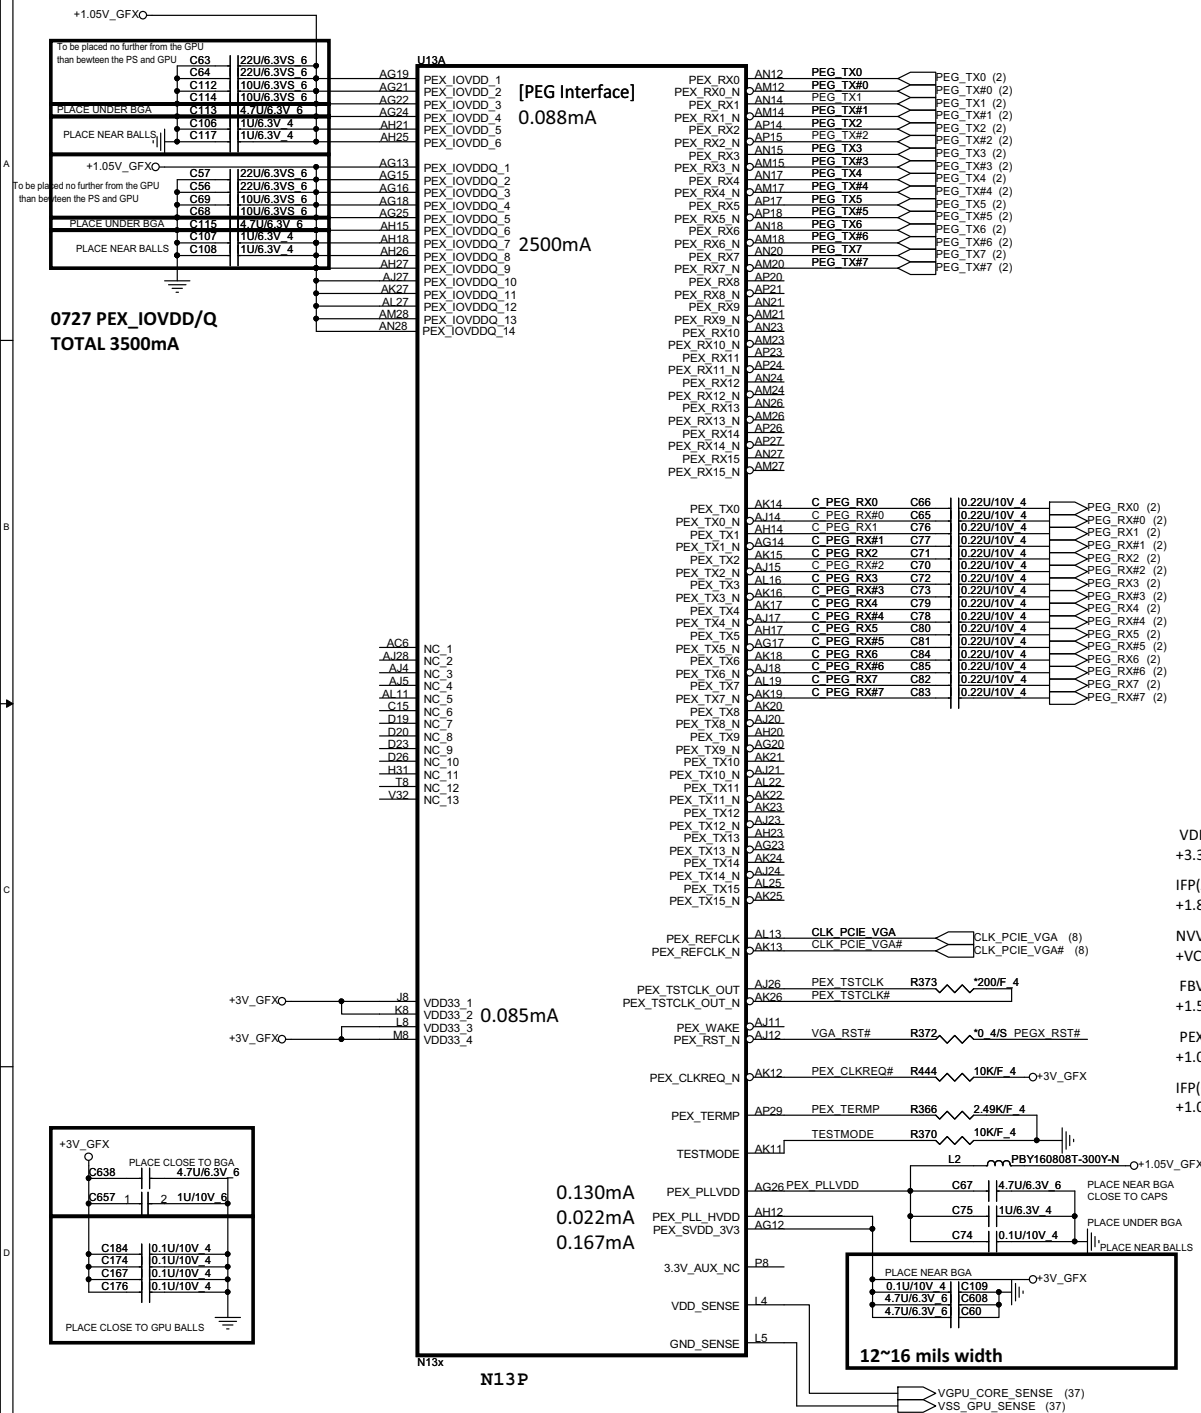 +1.05V_GFX
To be placed no further from the GPU
than bewteen the PS and GPU
C63 22U/6.3VS_6
C64 22U/6.3VS_6
C112 10U/6.3VS_6
C114 10U/6.3VS_6
PLACE UNDER BGA C113 4.7U/6.3V_6
C106 1U/6.3V_4
PLACE NEAR BALLS C117 1U/6.3V_4
+1.05V_GFX
To be placed no further from the GPU
than bewteen the PS and GPU
C57 22U/6.3VS_6
C56 22U/6.3VS_6
C69 10U/6.3VS_6
C68 10U/6.3VS_6
PLACE UNDER BGA C115 4.7U/6.3V_6
C107 1U/6.3V_4
PLACE NEAR BALLS C108 1U/6.3V_4
0727 PEX_IOVDD/Q
TOTAL 3500mA
U13A
[PEG Interface]
0.088mA
AG19 PEX_IOVDD_1
AG21 PEX_IOVDD_2
AG22 PEX_IOVDD_3
AG24 PEX_IOVDD_4
AH21 PEX_IOVDD_5
AH25 PEX_IOVDD_6
AG13 PEX_IOVDDQ_1
AG15 PEX_IOVDDQ_2
AG16 PEX_IOVDDQ_3
AG18 PEX_IOVDDQ_4
AG25 PEX_IOVDDQ_5
AH15 PEX_IOVDDQ_6
AH18 PEX_IOVDDQ_7
AH26 PEX_IOVDDQ_8
AH27 PEX_IOVDDQ_9
AJ27 PEX_IOVDDQ_10
AK27 PEX_IOVDDQ_11
AL27 PEX_IOVDDQ_12
AM28 PEX_IOVDDQ_13
AN28 PEX_IOVDDQ_14
2500mA
PEX_RX0 AN12 PEG_TX0 PEG_TX0 (2)
PEX_RX0_N AM12 PEG_TX#0 PEG_TX#0 (2)
PEX_RX1 AN14 PEG_TX1 PEG_TX1 (2)
PEX_RX1_N AM14 PEG_TX#1 PEG_TX#1 (2)
PEX_RX2 AP14 PEG_TX2 PEG_TX2 (2)
PEX_RX2_N AP15 PEG_TX#2 PEG_TX#2 (2)
PEX_RX3 AN15 PEG_TX3 PEG_TX3 (2)
PEX_RX3_N AM15 PEG_TX#3 PEG_TX#3 (2)
PEX_RX4 AN17 PEG_TX4 PEG_TX4 (2)
PEX_RX4_N AM17 PEG_TX#4 PEG_TX#4 (2)
PEX_RX5 AP17 PEG_TX5 PEG_TX5 (2)
PEX_RX5_N AP18 PEG_TX#5 PEG_TX#5 (2)
PEX_RX6 AN18 PEG_TX6 PEG_TX6 (2)
PEX_RX6_N AM18 PEG_TX#6 PEG_TX#6 (2)
PEX_RX7 AN20 PEG_TX7 PEG_TX7 (2)
PEX_RX7_N AM20 PEG_TX#7 PEG_TX#7 (2)
PEX_RX8 AP20
PEX_RX8_N AP21
PEX_RX9 AN21
PEX_RX9_N AM21
PEX_RX10 AN23
PEX_RX10_N AM23
PEX_RX11 AP23
PEX_RX11_N AP24
PEX_RX12 AN24
PEX_RX12_N AM24
PEX_RX13 AN26
PEX_RX13_N AM26
PEX_RX14 AP26
PEX_RX14_N AP27
PEX_RX15 AN27
PEX_RX15_N AM27
PEX_TX0 AK14 C_PEG_RX0 C66 0.22U/10V_4 PEG_RX0 (2)
PEX_TX0_N AJ14 C_PEG_RX#0 C65 0.22U/10V_4 PEG_RX#0 (2)
PEX_TX1 AH14 C_PEG_RX1 C76 0.22U/10V_4 PEG_RX1 (2)
PEX_TX1_N AG14 C_PEG_RX#1 C77 0.22U/10V_4 PEG_RX#1 (2)
PEX_TX2 AK15 C_PEG_RX2 C71 0.22U/10V_4 PEG_RX2 (2)
PEX_TX2_N AJ15 C_PEG_RX#2 C70 0.22U/10V_4 PEG_RX#2 (2)
PEX_TX3 AL16 C_PEG_RX3 C72 0.22U/10V_4 PEG_RX3 (2)
PEX_TX3_N AK16 C_PEG_RX#3 C73 0.22U/10V_4 PEG_RX#3 (2)
PEX_TX4 AK17 C_PEG_RX4 C79 0.22U/10V_4 PEG_RX4 (2)
PEX_TX4_N AJ17 C_PEG_RX#4 C78 0.22U/10V_4 PEG_RX#4 (2)
PEX_TX5 AH17 C_PEG_RX5 C80 0.22U/10V_4 PEG_RX5 (2)
PEX_TX5_N AG17 C_PEG_RX#5 C81 0.22U/10V_4 PEG_RX#5 (2)
PEX_TX6 AK18 C_PEG_RX6 C84 0.22U/10V_4 PEG_RX6 (2)
PEX_TX6_N AJ18 C_PEG_RX#6 C85 0.22U/10V_4 PEG_RX#6 (2)
PEX_TX7 AL19 C_PEG_RX7 C82 0.22U/10V_4 PEG_RX7 (2)
PEX_TX7_N AK19 C_PEG_RX#7 C83 0.22U/10V_4 PEG_RX#7 (2)
PEX_TX8 AK20
PEX_TX8_N AJ20
PEX_TX9 AH20
PEX_TX9_N AG20
PEX_TX10 AK21
PEX_TX10_N AJ21
PEX_TX11 AL22
PEX_TX11_N AK22
PEX_TX12 AK23
PEX_TX12_N AJ23
PEX_TX13 AH23
PEX_TX13_N AG23
PEX_TX14 AK24
PEX_TX14_N AJ24
PEX_TX15 AL25
PEX_TX15_N AK25
AC6 NC_1
AJ28 NC_2
AJ4 NC_3
AJ5 NC_4
AL11 NC_5
C15 NC_6
D19 NC_7
D20 NC_8
D23 NC_9
D26 NC_10
H31 NC_11
T8 NC_12
V32 NC_13
PEX_REFCLK AL13 CLK_PCIE_VGA CLK_PCIE_VGA (8)
PEX_REFCLK_N AK13 CLK_PCIE_VGA# CLK_PCIE_VGA# (8)
PEX_TSTCLK_OUT AJ26 PEX_TSTCLK R373 *200/F_4
PEX_TSTCLK_OUT_N AK26 PEX_TSTCLK#
PEX_WAKE AJ11
PEX_RST_N AJ12 VGA_RST# R372 *0_4/S PEGX_RST#
PEX_CLKREQ_N AK12 PEX_CLKREQ# R444 10K/F_4 +3V_GFX
PEX_TERMP AP29 PEX_TERMP R366 2.49K/F_4
TESTMODE AK11 TESTMODE R370 10K/F_4
+3V_GFX J8 VDD33_1
K8 VDD33_2
L8 VDD33_3
+3V_GFX M8 VDD33_4
0.085mA
L2 PBY160808T-300Y-N +1.05V_GFX
0.130mA PEX_PLLVDD AG26 PEX_PLLVDD
0.022mA PEX_PLL_HVDD AH12
0.167mA PEX_SVDD_3V3 AG12
C67 4.7U/6.3V_6 PLACE NEAR BGA
CLOSE TO CAPS
C75 1U/6.3V_4 PLACE UNDER BGA
C74 0.1U/10V_4 PLACE NEAR BALLS
3.3V_AUX_NC P8
VDD_SENSE L4
GND_SENSE L5
PLACE NEAR BGA +3V_GFX
0.1U/10V_4 C109
4.7U/6.3V_6 C608
4.7U/6.3V_6 C60
12~16 mils width
VGPU_CORE_SENSE (37)
VSS_GPU_SENSE (37)
N13x
N13P
+3V_GFX
PLACE CLOSE TO BGA
C638 4.7U/6.3V_6
C657 1 2 1U/10V_6
C184 0.1U/10V_4
C174 0.1U/10V_4
C167 0.1U/10V_4
C176 0.1U/10V_4
PLACE CLOSE TO GPU BALLS
A
B
C
D
+3.3
IFP(
+1.8
+VC
+1.5
PEX
+1.0
IFP(
+1.0